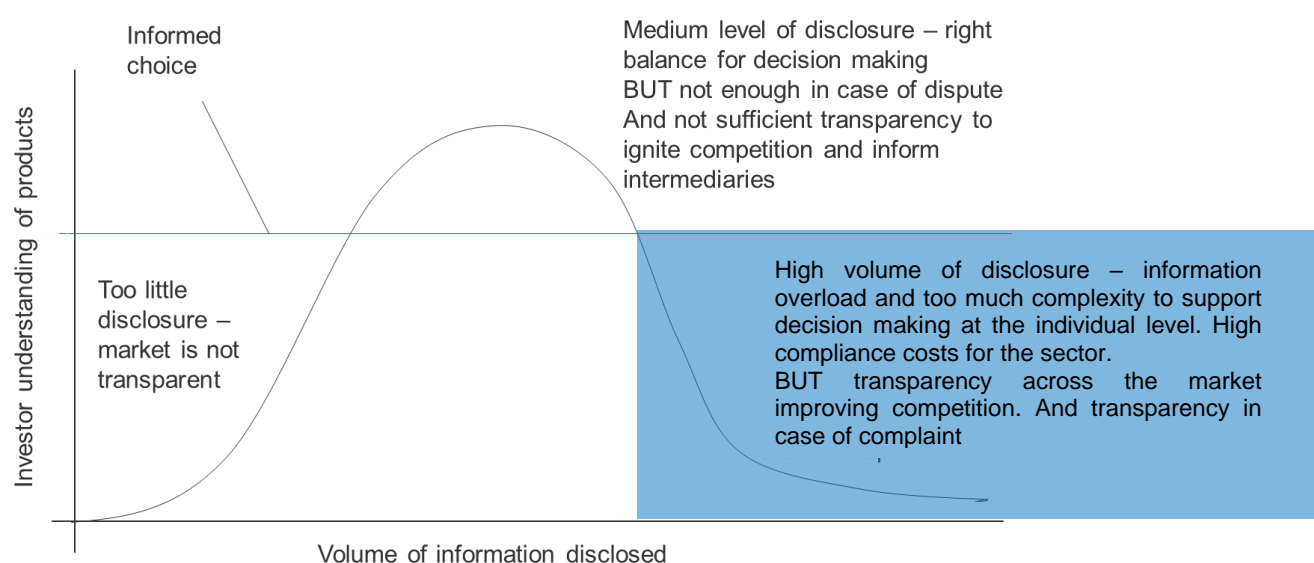 Informed
choice
Medium level of disclosure – right
balance for decision making
BUT not enough in case of dispute
And not sufficient transparency to
ignite competition and inform
intermediaries
Investor understanding of products
Too little
disclosure –
market is not
transparent
High volume of disclosure – information
overload and too much complexity to support
decision making at the individual level. High
compliance costs for the sector.
BUT transparency across the market
improving competition. And transparency in
case of complaint
Volume of information disclosed